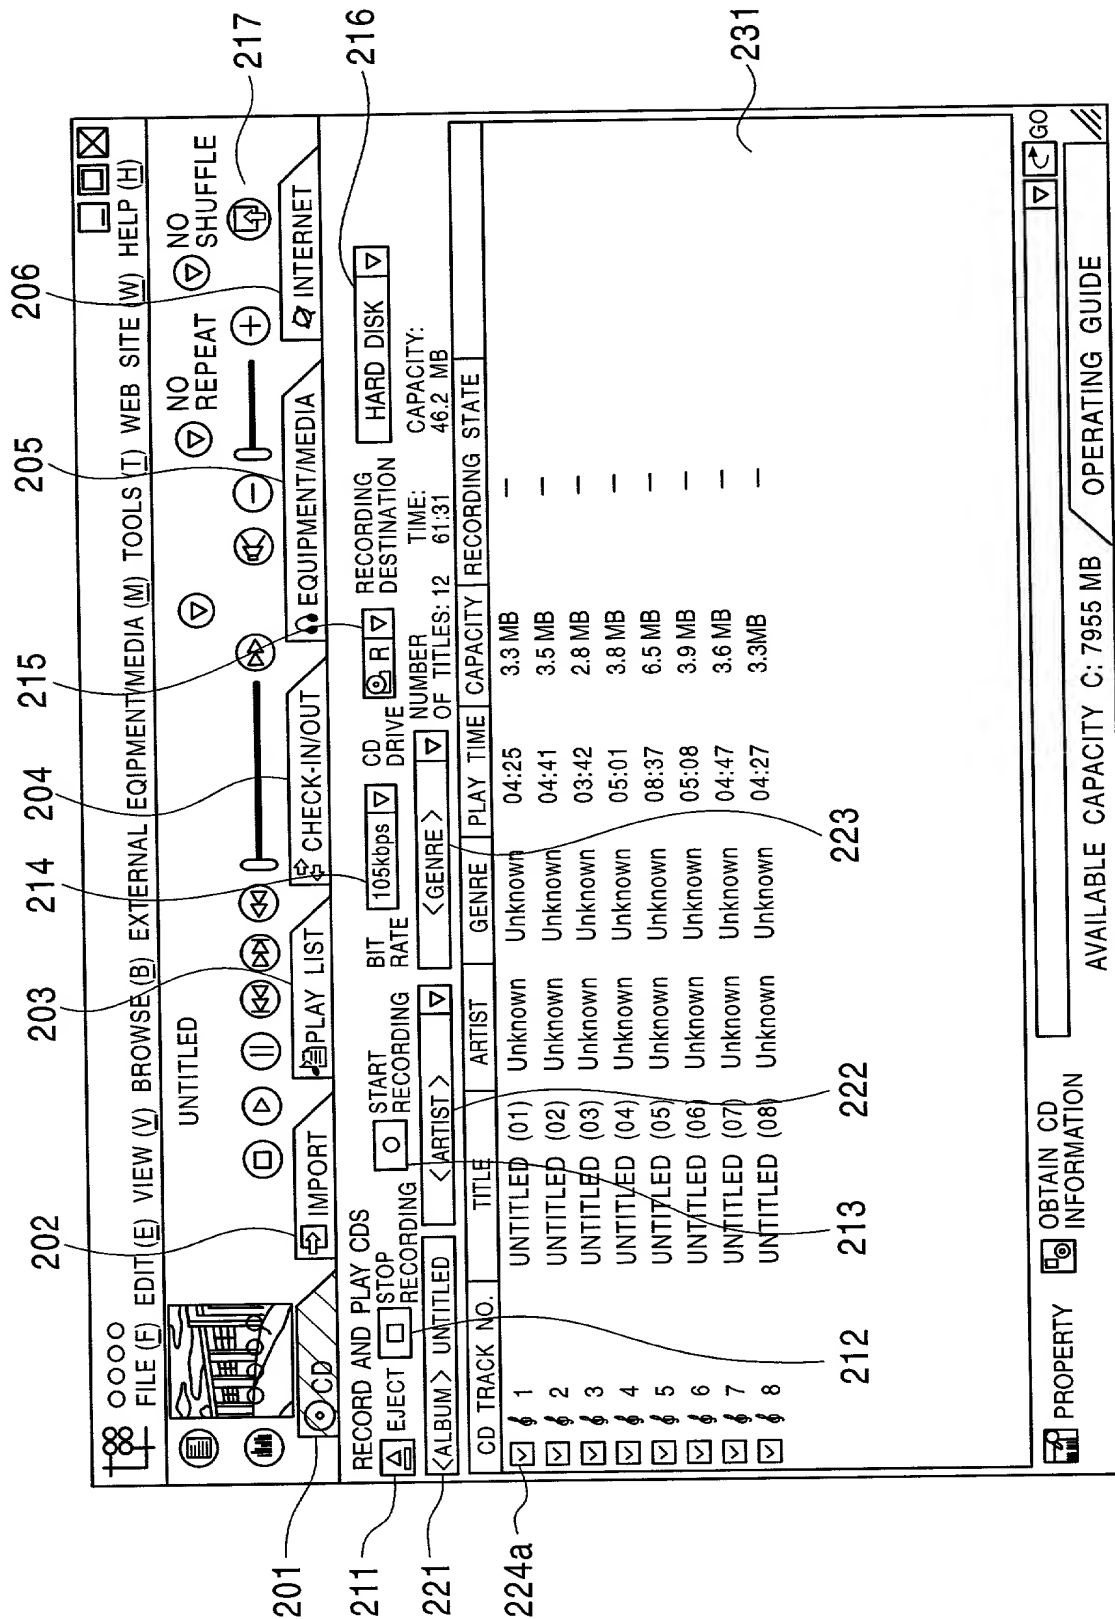 206
205 217
215
204 216
214
203
202
○○○○
FILE (F) EDIT (E) VIEW (V) BROWSE (B) EXTERNAL EQIPMENT/MEDIA (M) TOOLS (T) WEB SITE (W) HELP (H)
UNTITLED
NO REPEAT
NO SHUFFLE
201
CD IMPORT PLAY LIST CHECK-IN/OUT EQUIPMENT/MEDIA INTERNET
RECORD AND PLAY CDS
211
EJECT STOP RECORDING START RECORDING BIT RATE 105kbps CD DRIVE R RECORDING DESTINATION HARD DISK
221
<ALBUM> UNTITLED <ARTIST> <GENRE> NUMBER OF TITLES: 12 TIME: 61:31 CAPACITY: 46.2 MB
CD TRACK NO. TITLE ARTIST GENRE PLAY TIME CAPACITY RECORDING STATE
224a
1 UNTITLED (01) Unknown Unknown 04:25 3.3 MB –
2 UNTITLED (02) Unknown Unknown 04:41 3.5 MB –
3 UNTITLED (03) Unknown Unknown 03:42 2.8 MB –
4 UNTITLED (04) Unknown Unknown 05:01 3.8 MB –
5 UNTITLED (05) Unknown Unknown 08:37 6.5 MB –
6 UNTITLED (06) Unknown Unknown 05:08 3.9 MB –
7 UNTITLED (07) Unknown Unknown 04:47 3.6 MB –
8 UNTITLED (08) Unknown Unknown 04:27 3.3MB –
212 213 222 223 231
PROPERTY OBTAIN CD INFORMATION GO
AVAILABLE CAPACITY C: 7955 MB OPERATING GUIDE